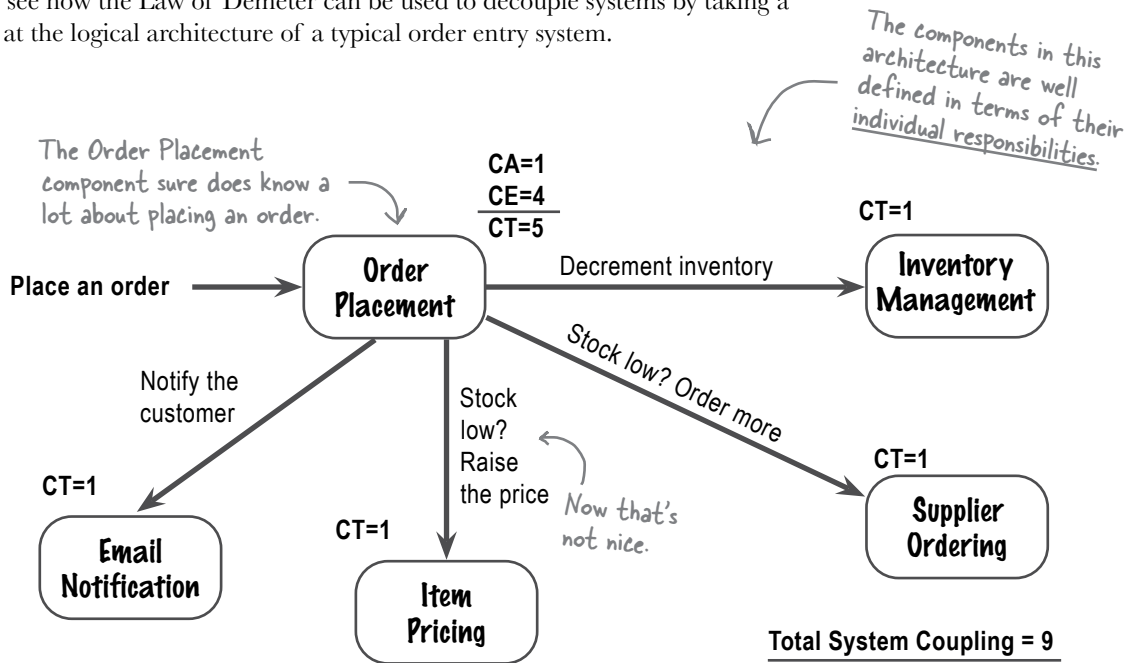 see how the Law of Demeter can be used to decouple systems by taking a
at the logical architecture of a typical order entry system.
The components in this
architecture are well
defined in terms of their
individual responsibilities.
The Order Placement
component sure does know a
lot about placing an order.
CA=1
CE=4
CT=5
CT=1
Place an order
Order
Placement
Decrement inventory
Inventory
Management
Stock low? Order more
Notify the
customer
Stock
low?
Raise
the price
Now that's
not nice.
CT=1
CT=1
CT=1
Email
Notification
Item
Pricing
Supplier
Ordering
Total System Coupling = 9